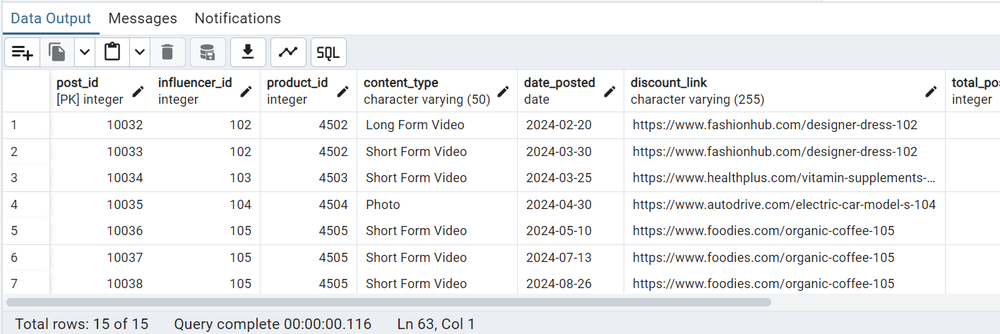 Data Output Messages Notifications
SQL
post_id influencer_id product_id content_type date_posted discount_link total_pos
[PK] integer integer integer character varying (50) date character varying (255) integer
1 10032 102 4502 Long Form Video 2024-02-20 https://www.fashionhub.com/designer-dress-102
2 10033 102 4502 Short Form Video 2024-03-30 https://www.fashionhub.com/designer-dress-102
3 10034 103 4503 Short Form Video 2024-03-25 https://www.healthplus.com/vitamin-supplements-...
4 10035 104 4504 Photo 2024-04-30 https://www.autodrive.com/electric-car-model-s-104
5 10036 105 4505 Short Form Video 2024-05-10 https://www.foodies.com/organic-coffee-105
6 10037 105 4505 Short Form Video 2024-07-13 https://www.foodies.com/organic-coffee-105
7 10038 105 4505 Short Form Video 2024-08-26 https://www.foodies.com/organic-coffee-105
Total rows: 15 of 15 Query complete 00:00:00.116 Ln 63, Col 1